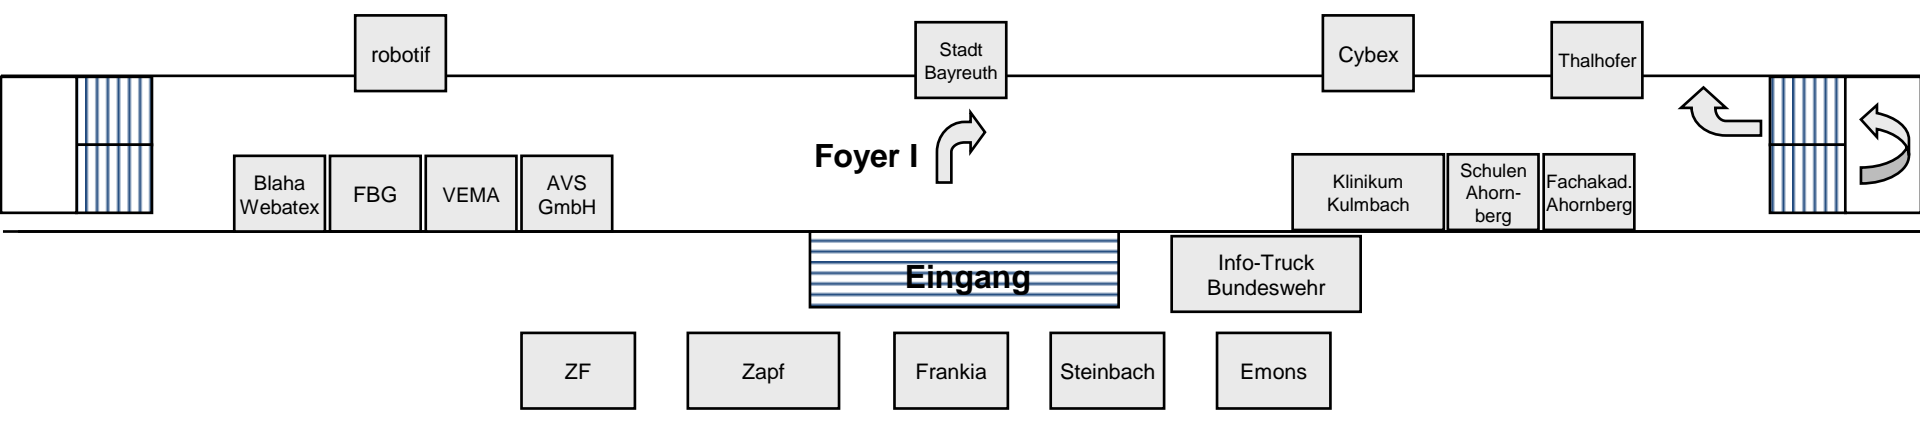 robotif
Stadt
Bayreuth
Cybex
Thalhofer
Foyer I
Blaha
Webatex
FBG
VEMA
AVS
GmbH
Klinikum
Kulmbach
Schulen
Ahorn-
berg
Fachakad.
Ahornberg
Eingang
Info-Truck
Bundeswehr
ZF
Zapf
Frankia
Steinbach
Emons